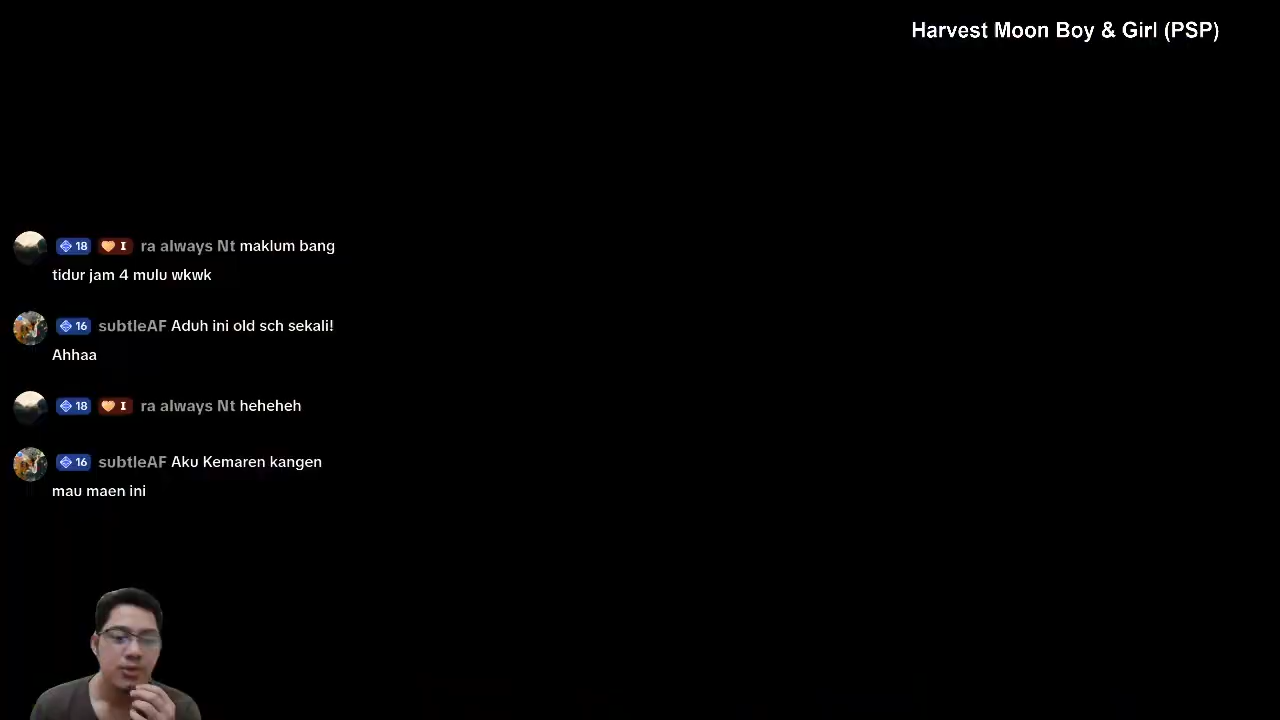 Harvest Moon Boy & Girl (PSP)
18 I ra always Nt maklum bang
tidur jam 4 mulu wkwk
16 subtleAF Aduh ini old sch sekali!
Ahhaa
18 I ra always Nt heheheh
16 subtleAF Aku Kemaren kangen
mau maen ini